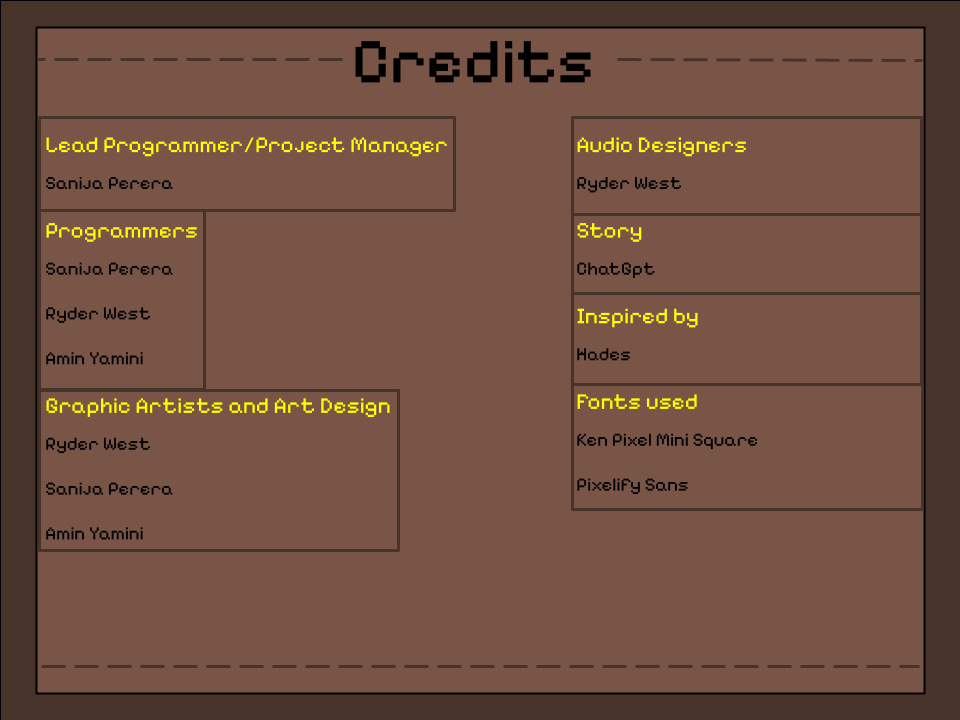 Credits
Lead Programmer/Project Manager
Sanija Perera
Programmers
Sanija Perera
Ryder West
Amin Yamini
Graphic Artists and Art Design
Ryder West
Sanija Perera
Amin Yamini
Audio Designers
Ryder West
Story
ChatGpt
Inspired by
Hades
Fonts used
Ken Pixel Mini Square
Pixelify Sans